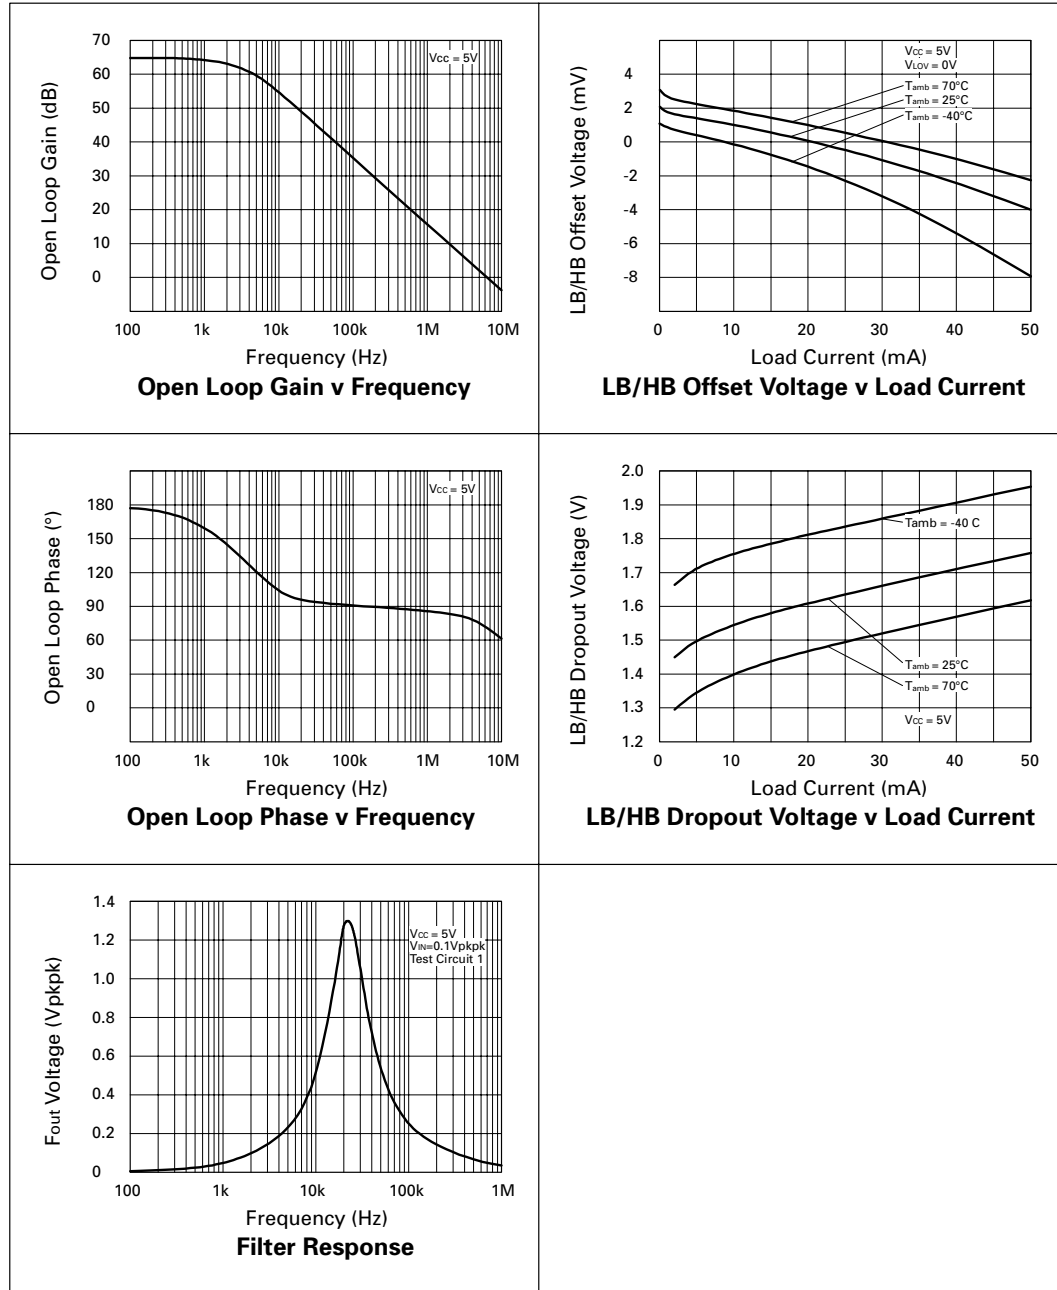 70
60
50
40
30
20
10
0
Open Loop Gain (dB)
Vcc = 5V
100 1k 10k 100k 1M 10M
Frequency (Hz)
Open Loop Gain v Frequency
4
2
0
-2
-4
-6
-8
LB/HB Offset Voltage (mV)
Vcc = 5V
VLOV = 0V
Tamb = 70°C
Tamb = 25°C
Tamb = -40°C
0 10 20 30 40 50
Load Current (mA)
LB/HB Offset Voltage v Load Current
180
150
120
90
60
30
0
Open Loop Phase (°)
Vcc = 5V
100 1k 10k 100k 1M 10M
Frequency (Hz)
Open Loop Phase v Frequency
2.0
1.9
1.8
1.7
1.6
1.5
1.4
1.3
1.2
LB/HB Dropout Voltage (V)
Tamb = -40 C
Tamb = 25°C
Tamb = 70°C
Vcc = 5V
0 10 20 30 40 50
Load Current (mA)
LB/HB Dropout Voltage v Load Current
1.4
1.2
1.0
0.8
0.6
0.4
0.2
0
Fout Voltage (Vpkpk)
Vcc = 5V
VIN=0.1Vpkpk
Test Circuit 1
100 1k 10k 100k 1M
Frequency (Hz)
Filter Response